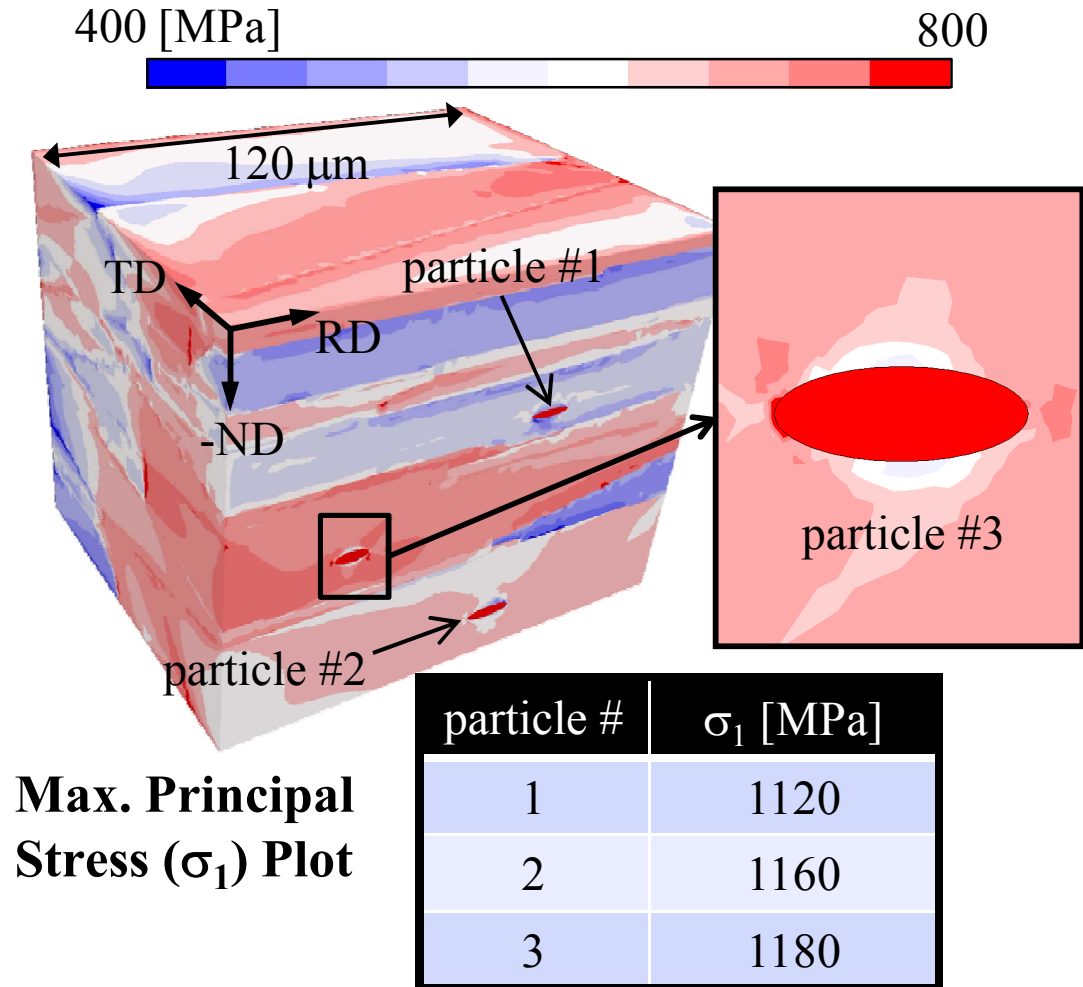 400 [MPa] 800
120 μm
particle #1
TD
RD
-ND
particle #3
particle #2
Max. Principal
Stress (σ₁) Plot
particle # σ₁ [MPa]
1 1120
2 1160
3 1180